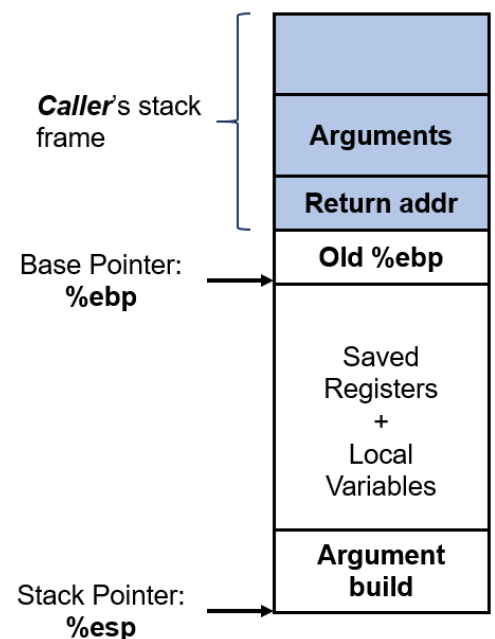 Caller's stack
frame
Arguments
Return addr
Old %ebp
Base Pointer:
%ebp
Saved
Registers
+
Local
Variables
Argument
build
Stack Pointer:
%esp